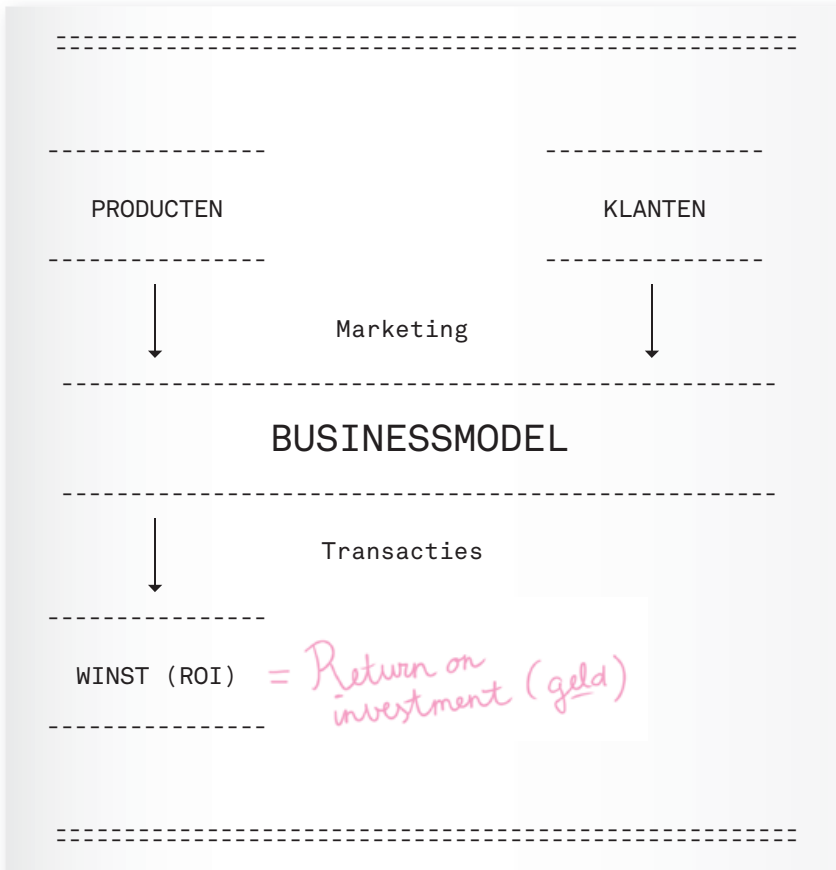 PRODUCTEN
KLANTEN
Marketing
BUSINESSMODEL
Transacties
WINST (ROI) = Return on
investment (geld)